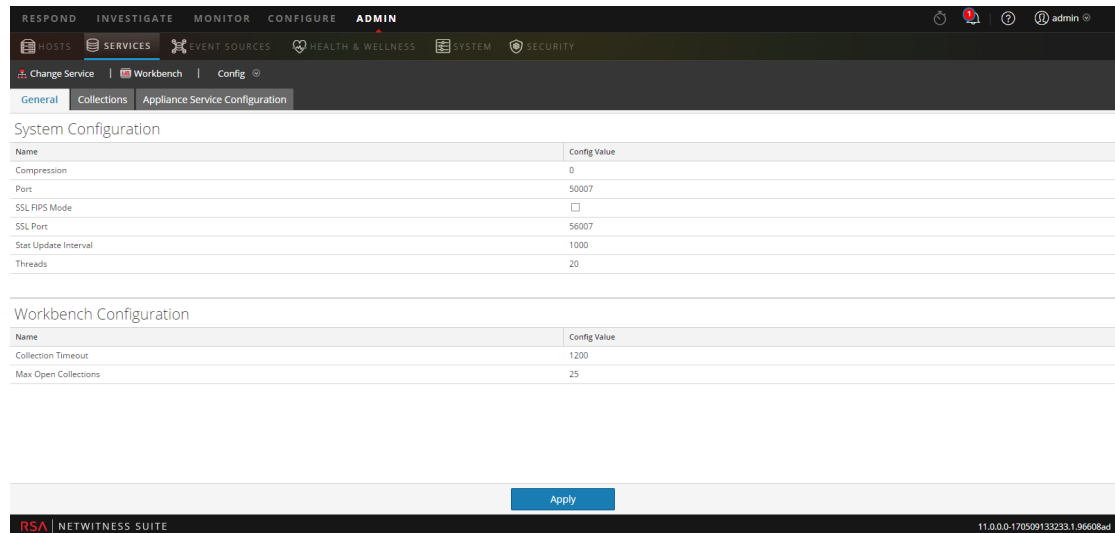 RESPOND INVESTIGATE MONITOR CONFIGURE ADMIN 1 ? admin
HOSTS SERVICES EVENT SOURCES HEALTH & WELLNESS SYSTEM SECURITY
Change Service | Workbench | Config
General Collections Appliance Service Configuration
System Configuration
Name Config Value
Compression 0
Port 50007
SSL FIPS Mode
SSL Port 56007
Stat Update Interval 1000
Threads 20
Workbench Configuration
Name Config Value
Collection Timeout 1200
Max Open Collections 25
Apply
RSA NETWITNESS SUITE 11.0.0.0-170509133233.1.96608ad